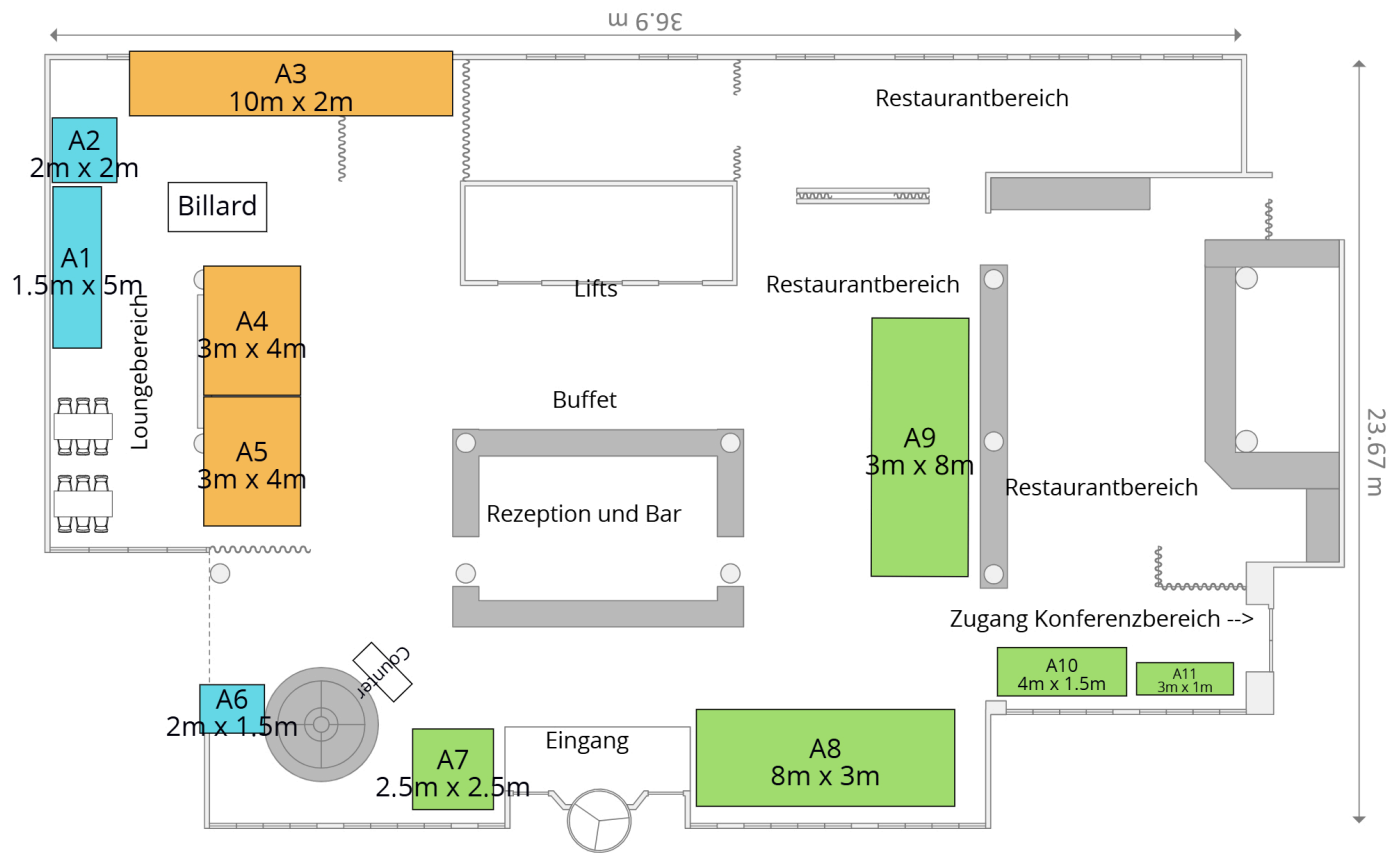 36.9 m
A3
10m x 2m
Restaurantbereich
A2
2m x 2m
Billard
A1
1.5m x 5m
Loungebereich
Lifts
Restaurantbereich
A4
3m x 4m
Buffet
23.67 m
A5
3m x 4m
A9
3m x 8m
Restaurantbereich
Rezeption und Bar
Zugang Konferenzbereich -->
Counter
A10
4m x 1.5m
A11
3m x 1m
A6
2m x 1.5m
Eingang
A7
2.5m x 2.5m
A8
8m x 3m